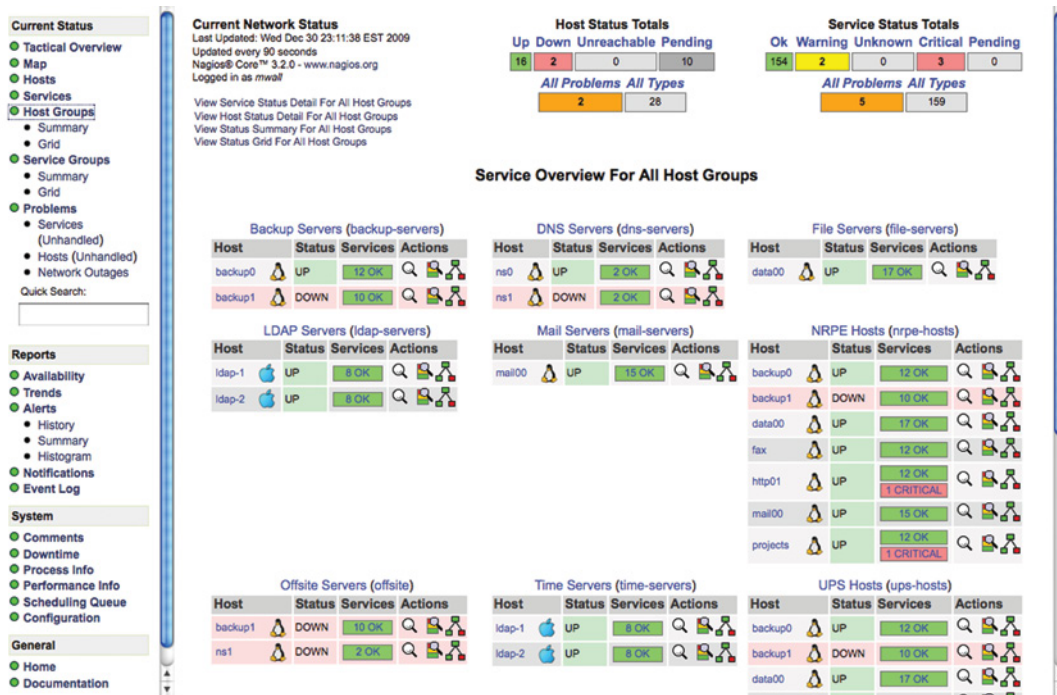 Current Status
Tactical Overview
Map
Hosts
Services
Host Groups
Summary
Grid
Service Groups
Summary
Grid
Problems
Services
(Unhandled)
Hosts (Unhandled)
Network Outages
Quick Search:
Reports
Availability
Trends
Alerts
History
Summary
Histogram
Notifications
Event Log
System
Comments
Downtime
Process Info
Performance Info
Scheduling Queue
Configuration
General
Home
Documentation
Current Network Status
Last Updated: Wed Dec 30 23:11:38 EST 2009
Updated every 90 seconds
Nagios® Core™ 3.2.0 - www.nagios.org
Logged in as mwall
View Service Status Detail For All Host Groups
View Host Status Detail For All Host Groups
View Status Summary For All Host Groups
View Status Grid For All Host Groups
Host Status Totals
Up Down Unreachable Pending
16 2 0 10
All Problems All Types
2 28
Service Status Totals
Ok Warning Unknown Critical Pending
154 2 0 3 0
All Problems All Types
5 159
Service Overview For All Host Groups
Backup Servers (backup-servers)
Host Status Services Actions
backup0 UP 12 OK
backup1 DOWN 10 OK
DNS Servers (dns-servers)
Host Status Services Actions
ns0 UP 2 OK
ns1 DOWN 2 OK
File Servers (file-servers)
Host Status Services Actions
data00 UP 17 OK
LDAP Servers (ldap-servers)
Host Status Services Actions
ldap-1 UP 8 OK
ldap-2 UP 8 OK
Mail Servers (mail-servers)
Host Status Services Actions
mail00 UP 15 OK
NRPE Hosts (nrpe-hosts)
Host Status Services Actions
backup0 UP 12 OK
backup1 DOWN 10 OK
data00 UP 17 OK
fax UP 12 OK
http01 UP 12 OK
1 CRITICAL
mail00 UP 15 OK
projects UP 12 OK
1 CRITICAL
Offsite Servers (offsite)
Host Status Services Actions
backup1 DOWN 10 OK
ns1 DOWN 2 OK
Time Servers (time-servers)
Host Status Services Actions
ldap-1 UP 8 OK
ldap-2 UP 8 OK
UPS Hosts (ups-hosts)
Host Status Services Actions
backup0 UP 12 OK
backup1 DOWN 10 OK
data00 UP 17 OK